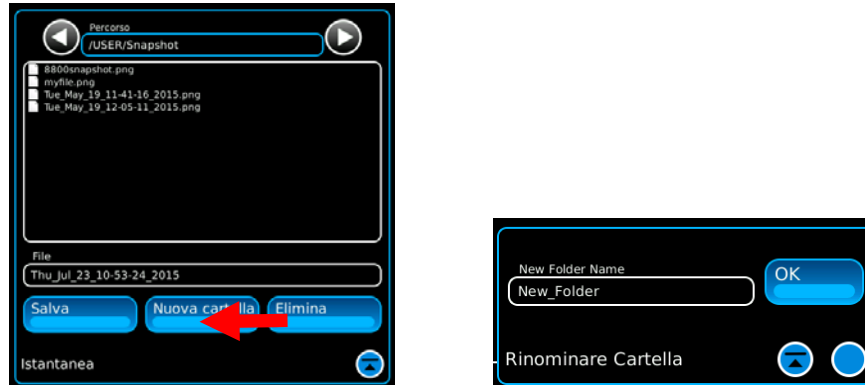 Percorso
/USER/Snapshot
8800snapshot.png
myfile.png
Tue_May_19_11-41-16_2015.png
Tue_May_19_12-05-11_2015.png
File
Thu_Jul_23_10-53-24_2015
Salva
Nuova cartella
Elimina
Istantanea
New Folder Name
New_Folder
OK
Rinominare Cartella